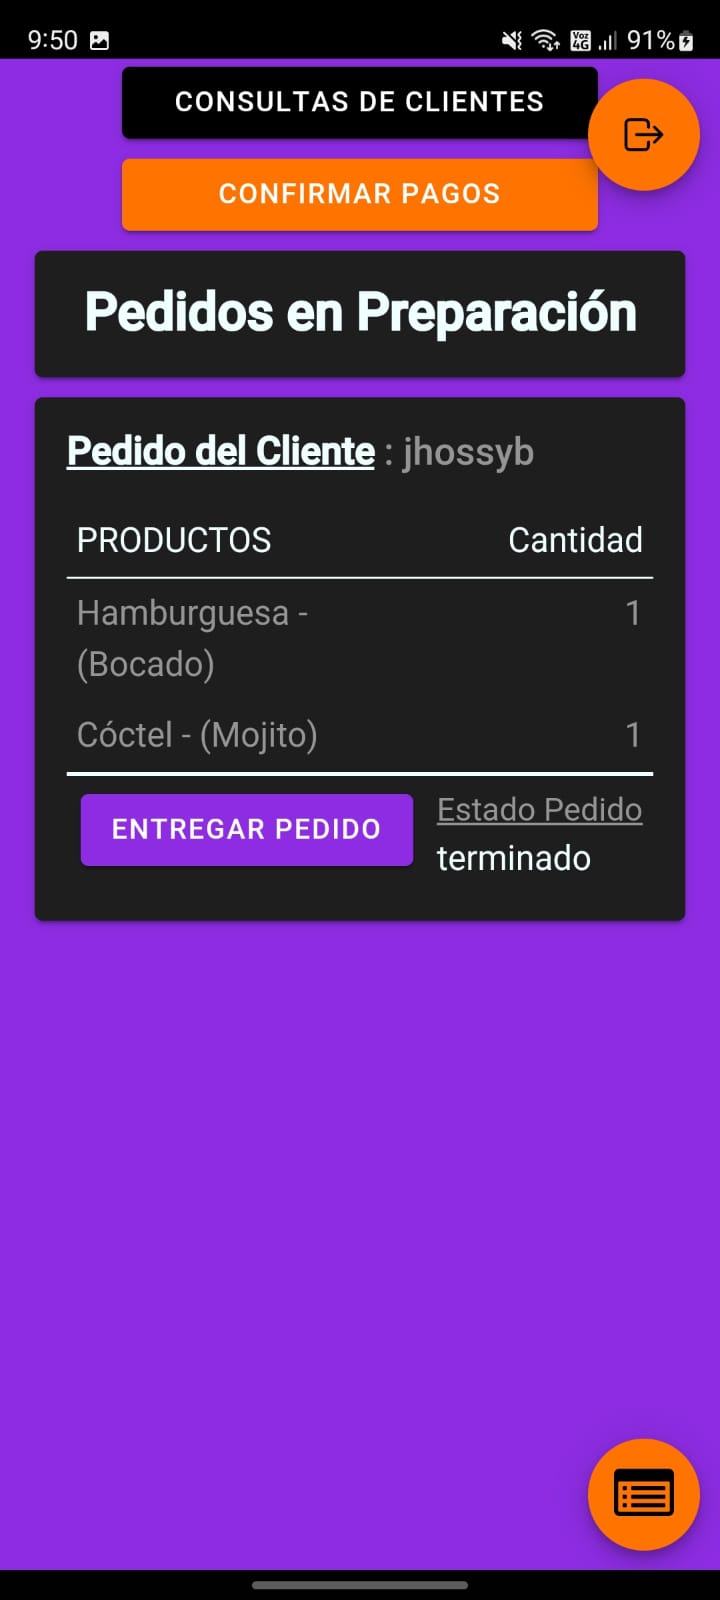 9:50
Voz 4G 91%
CONSULTAS DE CLIENTES
CONFIRMAR PAGOS
Pedidos en Preparación
Pedido del Cliente : jhossyb
PRODUCTOS Cantidad
Hamburguesa - 1
(Bocado)
Cóctel - (Mojito) 1
ENTREGAR PEDIDO
Estado Pedido
terminado